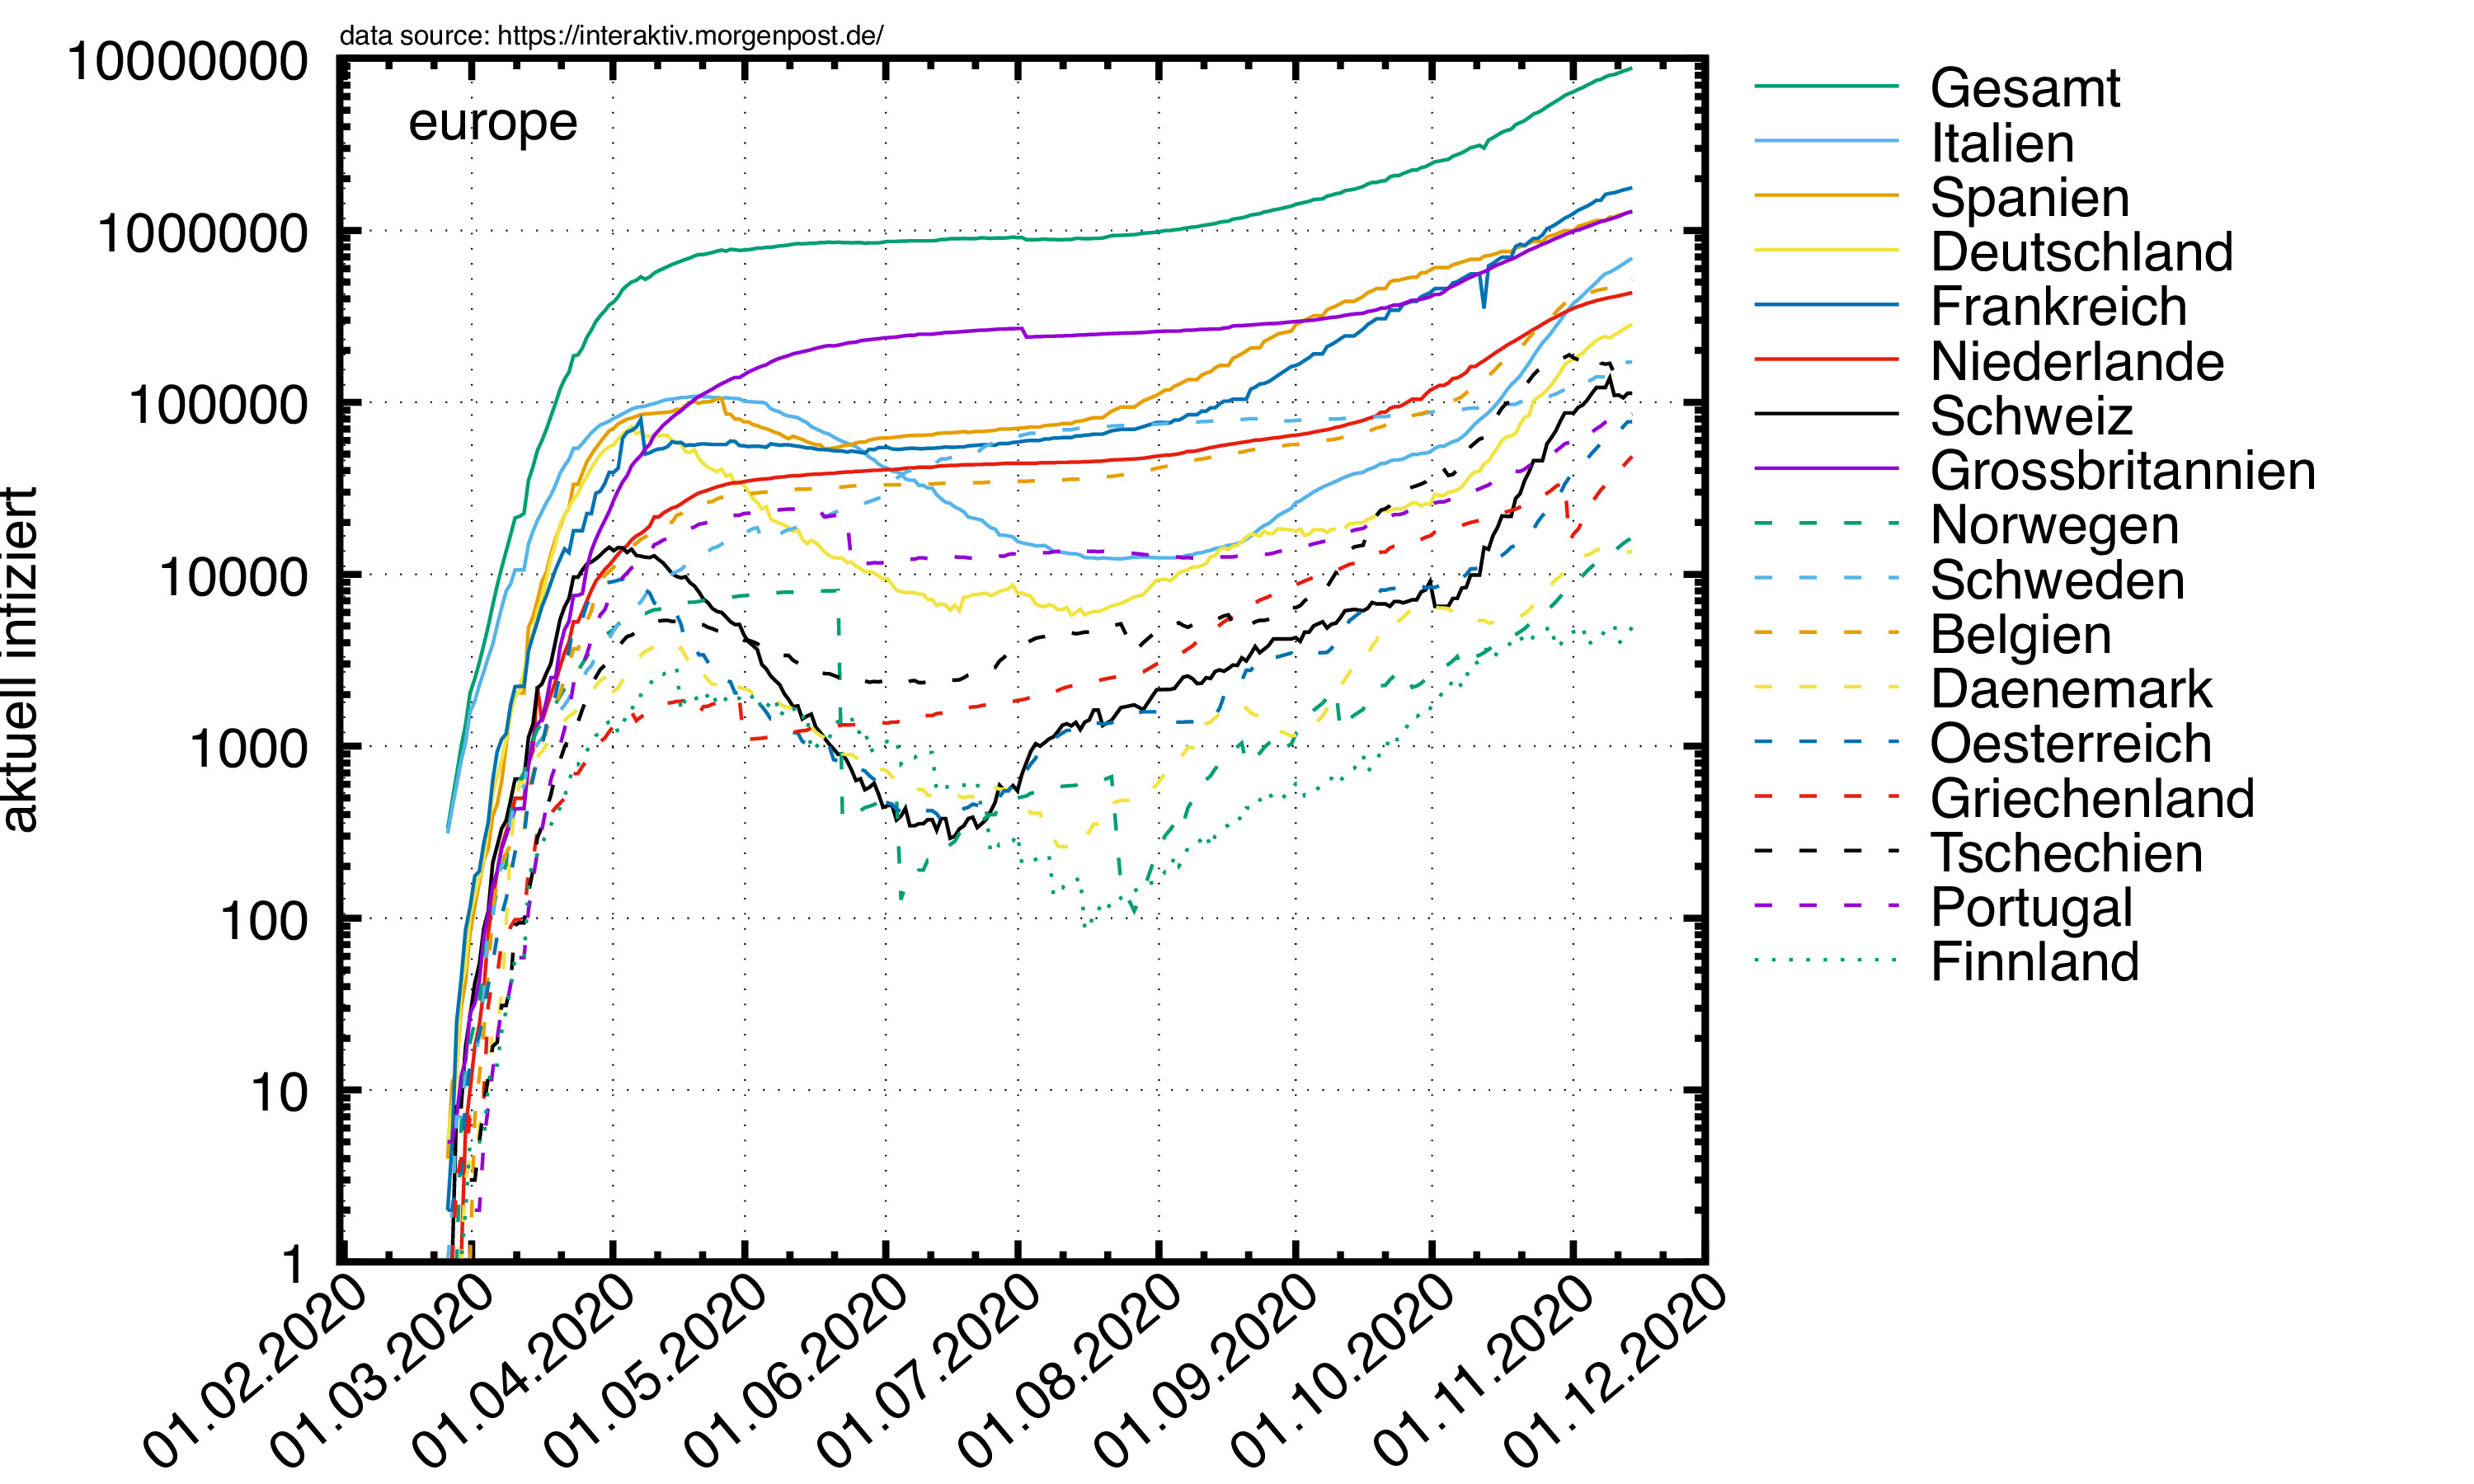 data source: https://interaktiv.morgenpost.de/
europe
aktuell infiziert
10000000
1000000
100000
10000
1000
100
10
1
01.02.2020
01.03.2020
01.04.2020
01.05.2020
01.06.2020
01.07.2020
01.08.2020
01.09.2020
01.10.2020
01.11.2020
01.12.2020
Gesamt
Italien
Spanien
Deutschland
Frankreich
Niederlande
Schweiz
Grossbritannien
Norwegen
Schweden
Belgien
Daenemark
Oesterreich
Griechenland
Tschechien
Portugal
Finnland